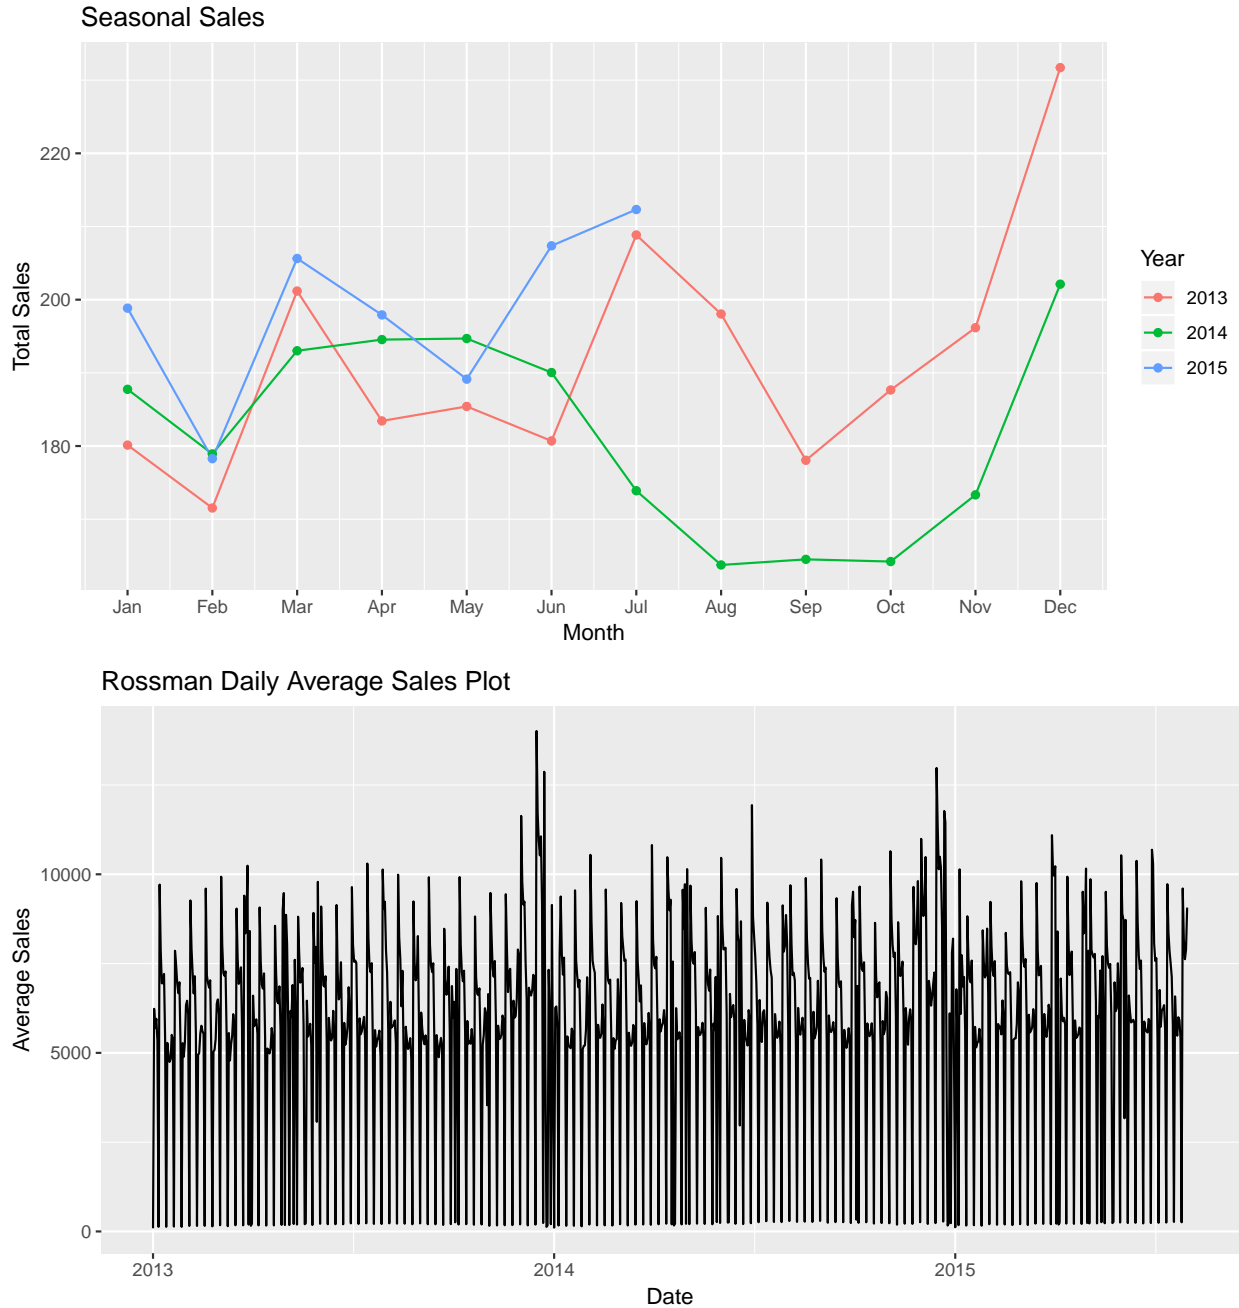 Seasonal Sales
220
200
180
Total Sales
Jan Feb Mar Apr May Jun Jul Aug Sep Oct Nov Dec
Month
Year
2013
2014
2015
Rossman Daily Average Sales Plot
10000
5000
0
Average Sales
2013 2014 2015
Date